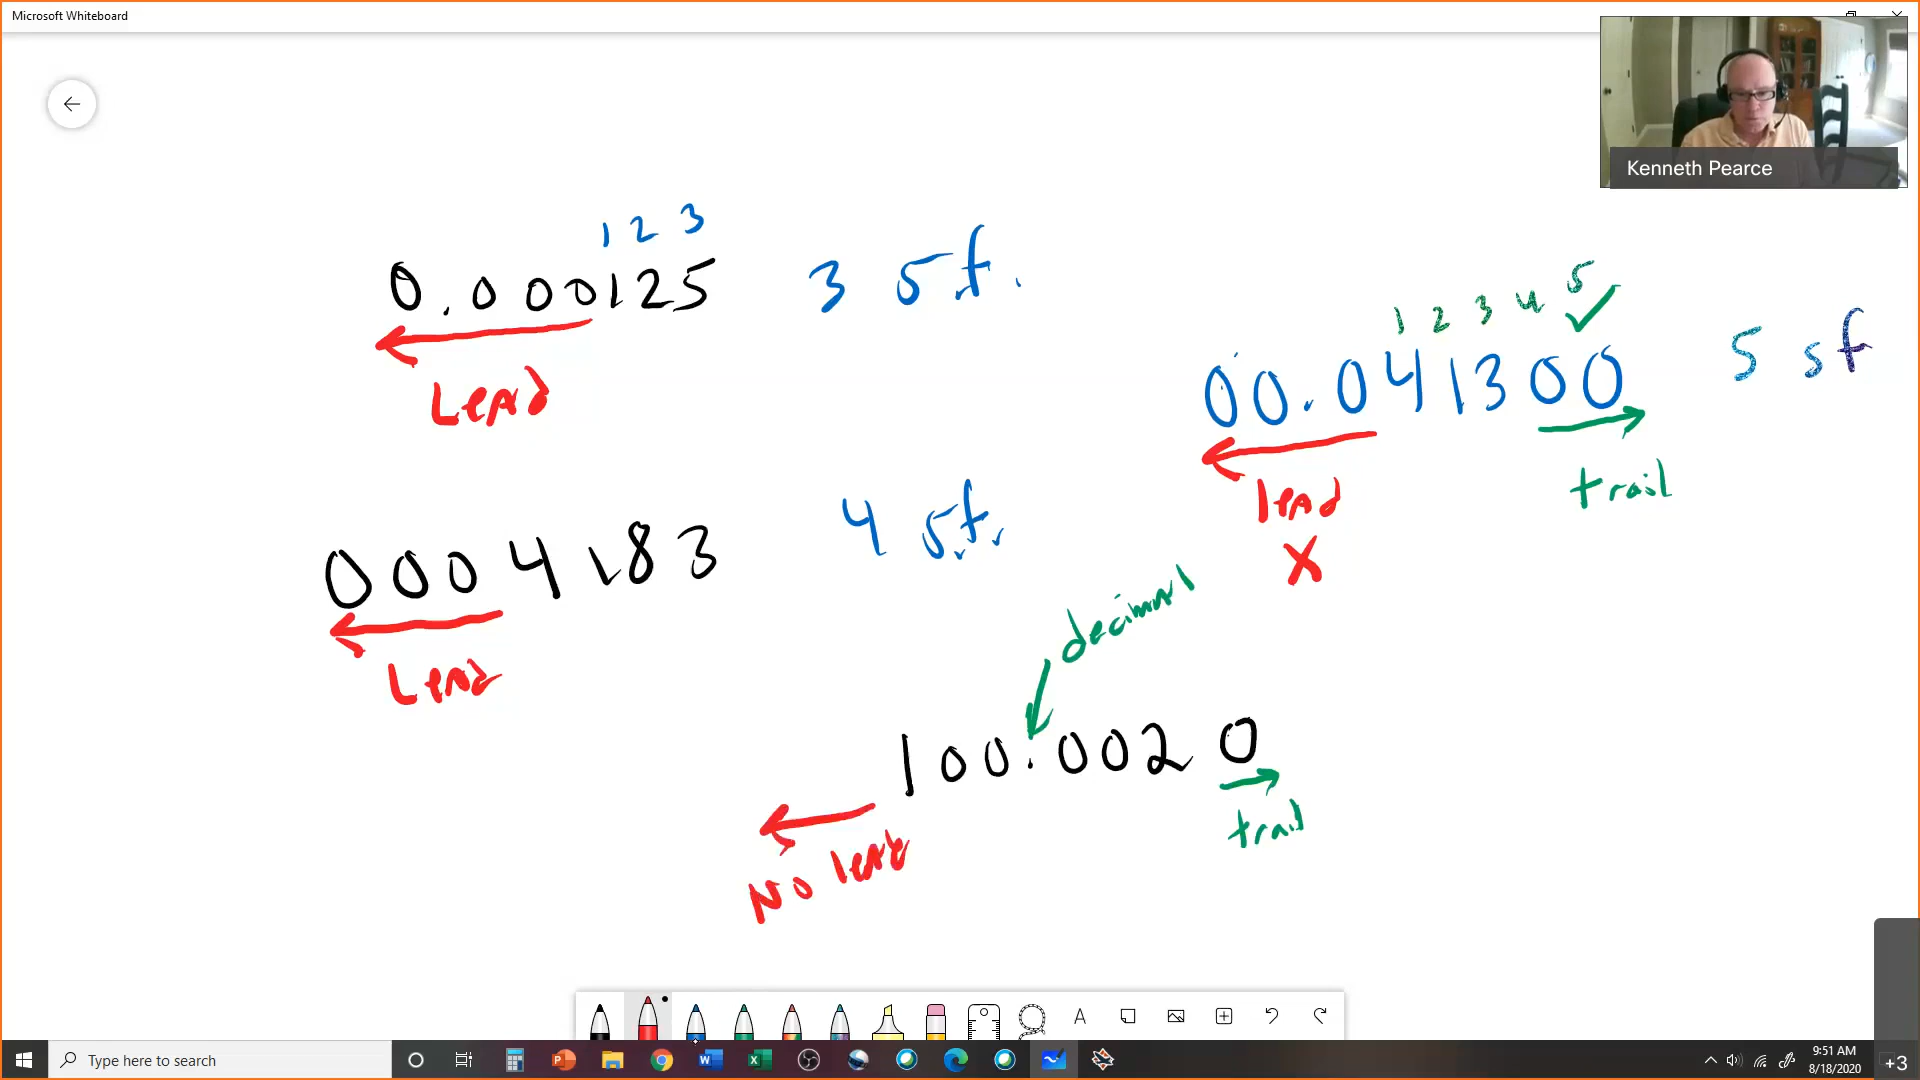 Microsoft Whiteboard
Kenneth Pearce
1 2 3
0.000125 3 s.f.
Lead
1 2 3 4 5
00.041300 5 sf
lead
trail
X
0004183 4 s.f.
Lead
decimal
100.0020
trail
No lead
A
Type here to search
9:51 AM
8/18/2020
+3